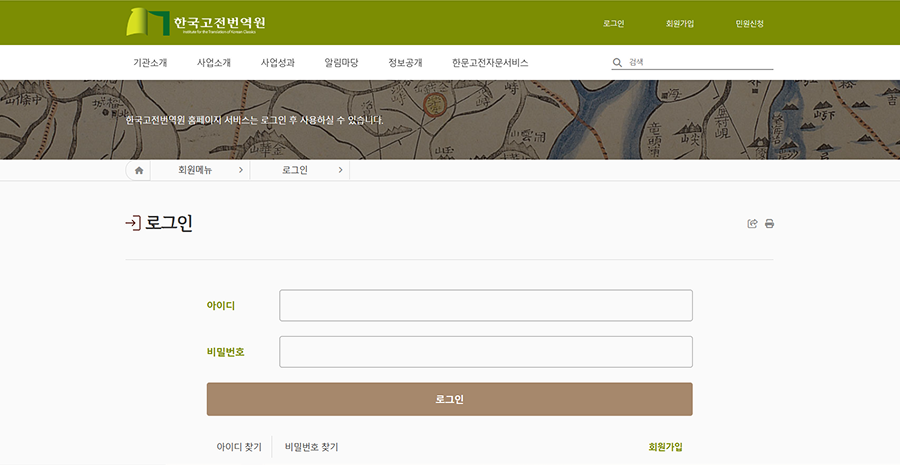 한국고전번역원
Institute for the Translation of Korean Classics
로그인 회원가입 민원신청
기관소개 사업소개 사업성과 알림마당 정보공개 한문고전자문서비스 검색
한국고전번역원 홈페이지 서비스는 로그인 후 사용하실 수 있습니다.
회원메뉴 로그인
로그인
아이디
비밀번호
로그인
아이디 찾기 비밀번호 찾기 회원가입